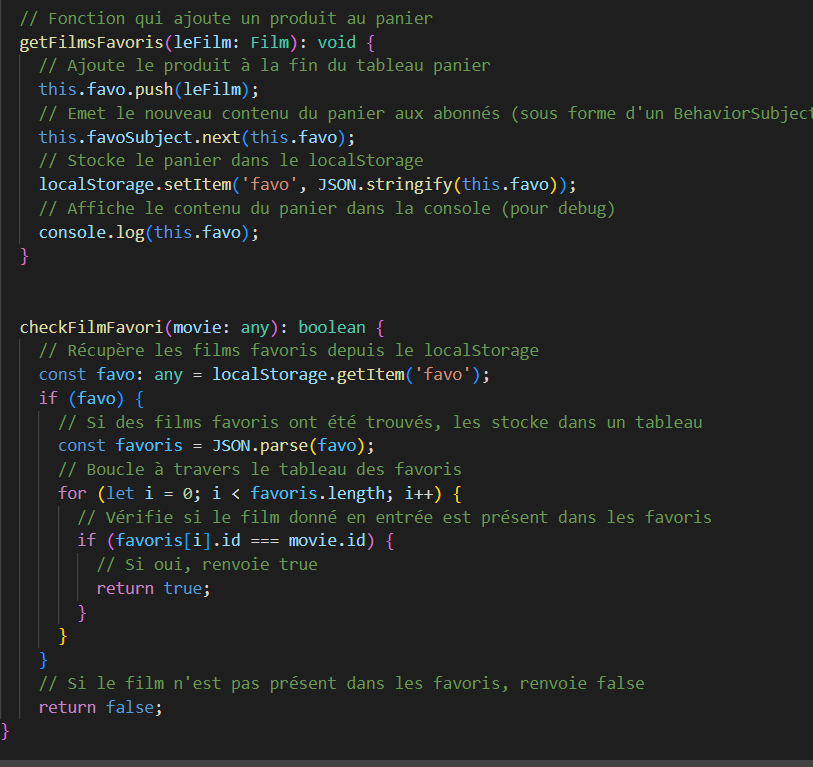 // Fonction qui ajoute un produit au panier
getFilmsFavoris(leFilm: Film): void {
// Ajoute le produit à la fin du tableau panier
this.favo.push(leFilm);
// Emet le nouveau contenu du panier aux abonnés (sous forme d'un BehaviorSubject
this.favoSubject.next(this.favo);
// Stocke le panier dans le localStorage
localStorage.setItem('favo', JSON.stringify(this.favo));
// Affiche le contenu du panier dans la console (pour debug)
console.log(this.favo);
}
checkFilmFavori(movie: any): boolean {
// Récupère les films favoris depuis le localStorage
const favo: any = localStorage.getItem('favo');
if (favo) {
// Si des films favoris ont été trouvés, les stocke dans un tableau
const favoris = JSON.parse(favo);
// Boucle à travers le tableau des favoris
for (let i = 0; i < favoris.length; i++) {
// Vérifie si le film donné en entrée est présent dans les favoris
if (favoris[i].id === movie.id) {
// Si oui, renvoie true
return true;
}
}
}
// Si le film n'est pas présent dans les favoris, renvoie false
return false;
}